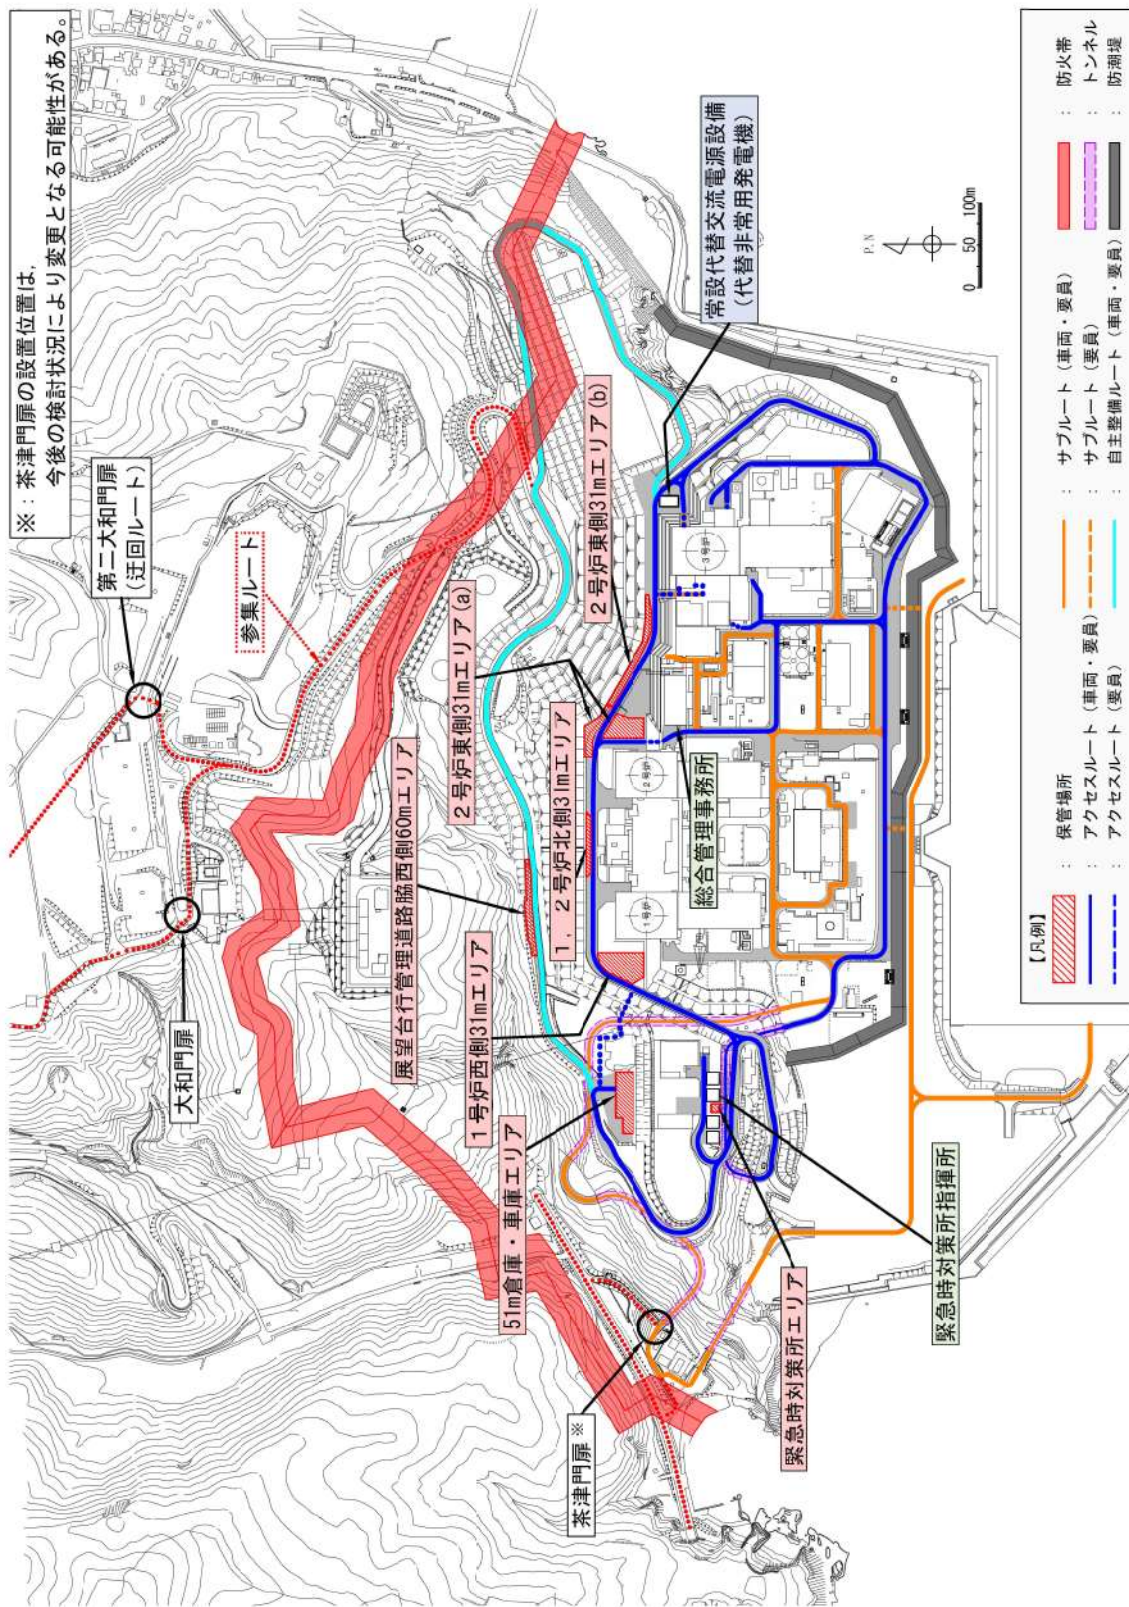 ※：茶津門扉の設置位置は，
今後の検討状況により変更となる可能性がある。
第二大和門扉
（迂回ルート）
参集ルート
大和門扉
２号炉東側31mエリア(a)
２号炉東側31mエリア(b)
展望台行管理道路脇西側60mエリア
１，２号炉北側31mエリア
１号炉西側31mエリア
51m倉庫・車庫エリア
茶津門扉※
常設代替交流電源設備
（代替非常用発電機）
総合管理事務所
緊急時対策所エリア
緊急時対策所指揮所
１号炉
２号炉
３号炉
P.N
0 50 100m
【凡例】
： 保管場所
： アクセスルート（車両・要員）
： アクセスルート（要員）
： サブルート（車両・要員）
： サブルート（要員）
： 自主整備ルート（車両・要員）
： 防火帯
： トンネル
： 防潮堤